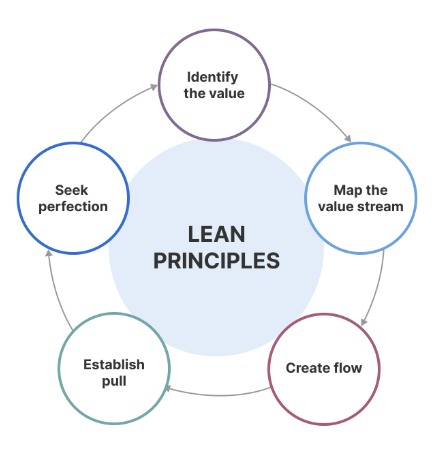 Identify
the value
Map the
value stream
Create flow
Establish
pull
Seek
perfection
LEAN
PRINCIPLES